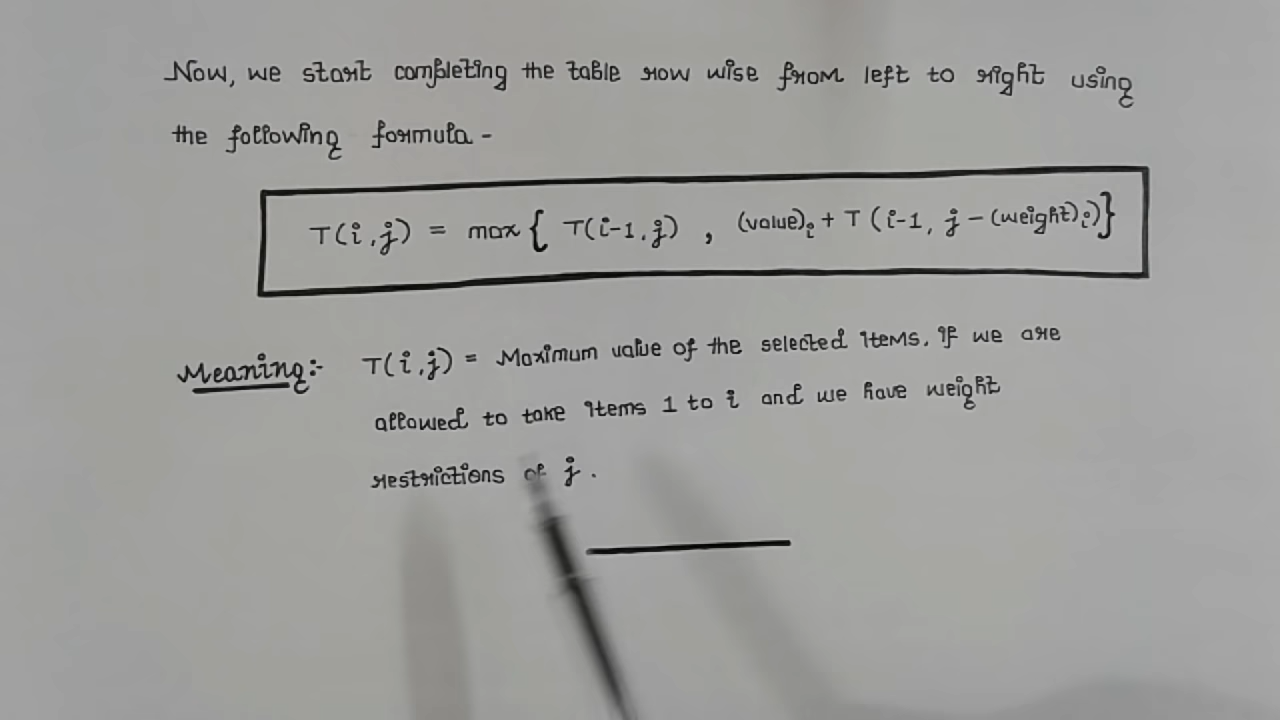 Now, we start completing the table row wise from left to right using
the following formula -
T(i,j) = max{ T(i-1,j) , (value)i + T (i-1, j - (weight)i)}
Meaning:- T(i,j) = Maximum value of the selected items. If we are
allowed to take items 1 to i and we have weight
restrictions of j.